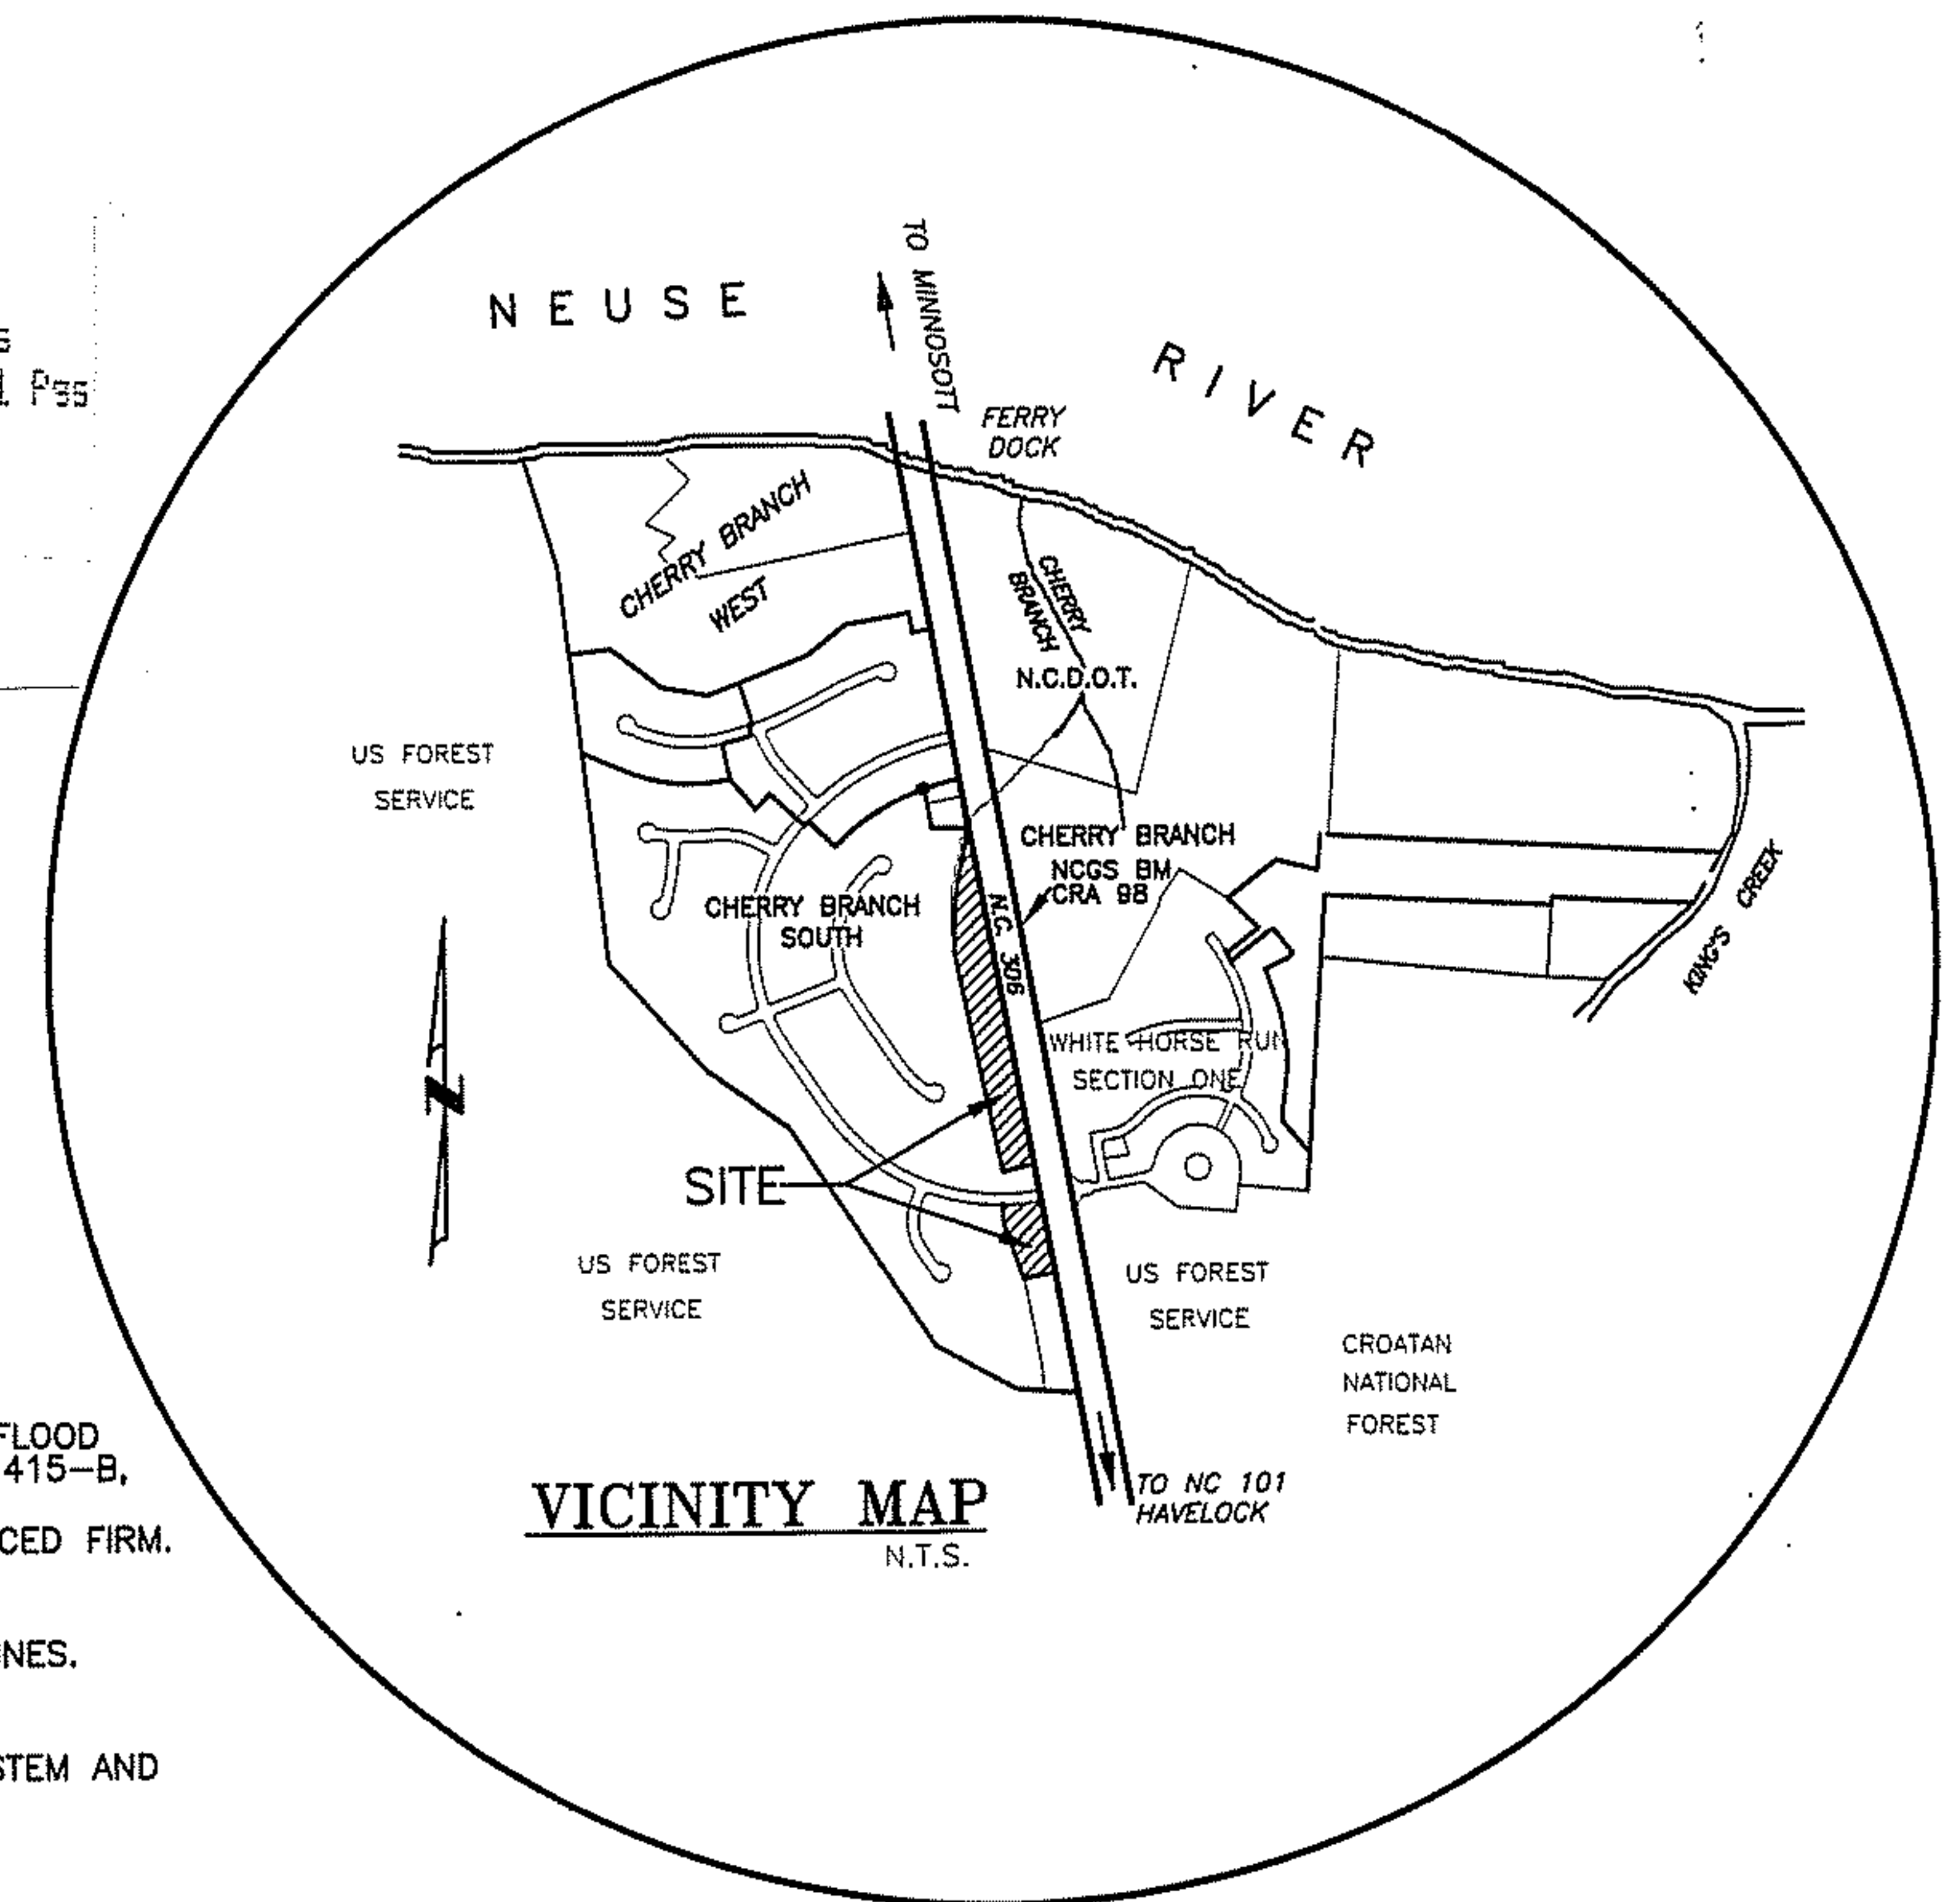 TO MINNOSOTT
NEUSE
RIVER
FERRY
DOCK
CHERRY BRANCH
WEST
CHERRY
BRANCH
N.C.D.O.T.
US FOREST
SERVICE
CHERRY BRANCH
NCGS BM
CRA 98
CHERRY BRANCH
SOUTH
N.C. 306
KING'S CREEK
N
WHITE HORSE RUN
SECTION ONE
SITE
US FOREST
SERVICE
US FOREST
SERVICE
CROATAN
NATIONAL
FOREST
TO NC 101
HAVELOCK
VICINITY MAP
N.T.S.
FLOOD
415-B,
CED FIRM.
NES.
STEM AND